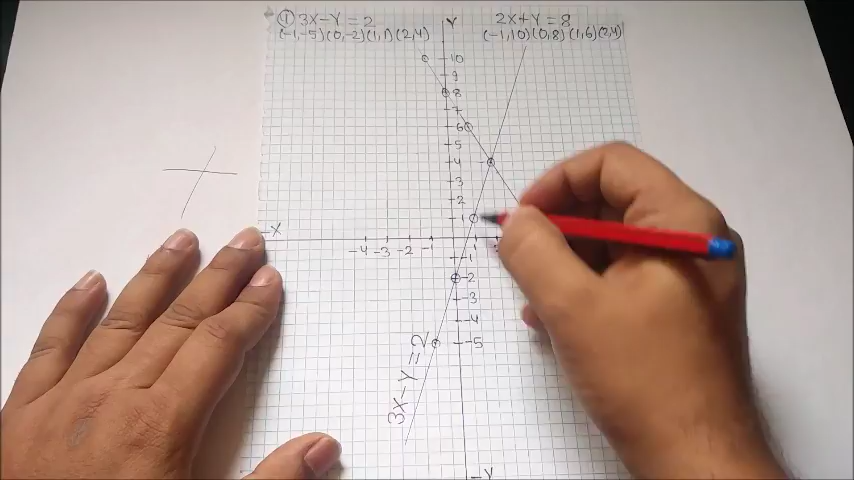 ④ 3X-Y=2
(-1,-5)(0,-2)(1,1)(2,4)
2X+Y=8
(-1,10)(0,8)(1,6)(2,4)
Y
10
9
8
7
6
5
4
3
2
1
-X
-4 -3 -2 -1 1
-1
-2
-3
-4
-5
3X-Y=2
-Y